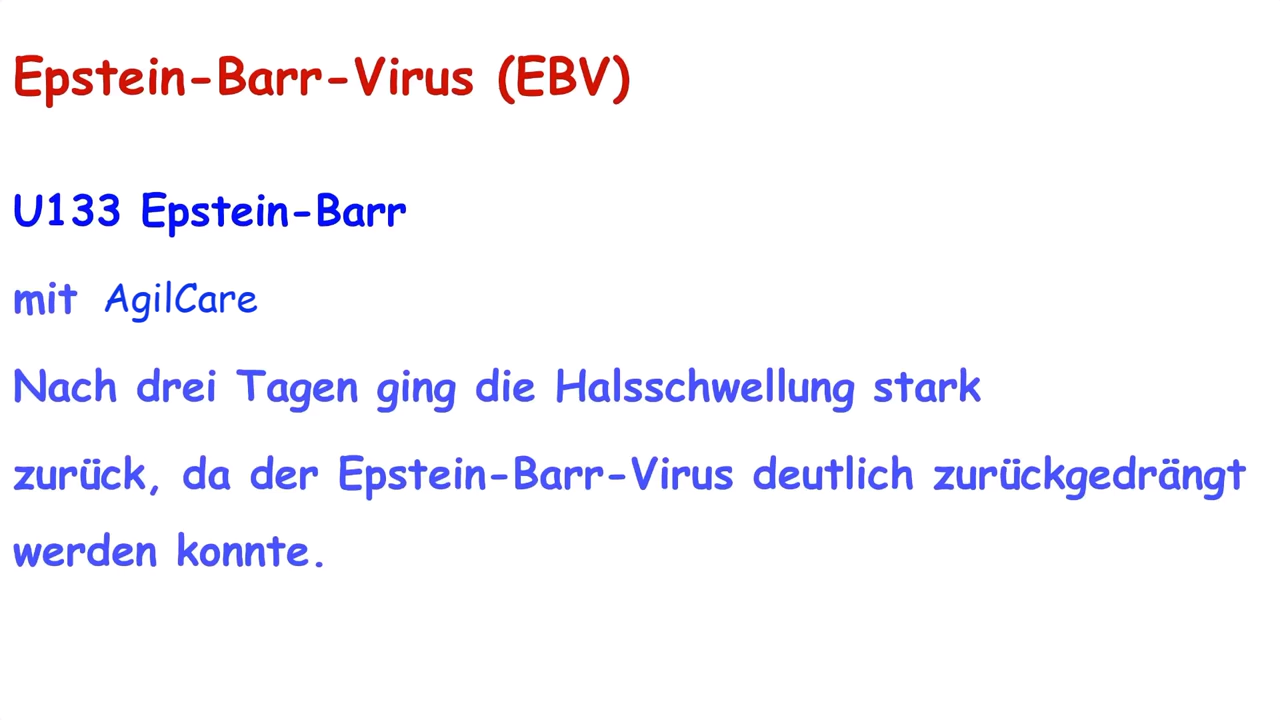 Epstein-Barr-Virus (EBV)
U133 Epstein-Barr
mit AgilCare
Nach drei Tagen ging die Halsschwellung stark
zurück, da der Epstein-Barr-Virus deutlich zurückgedrängt
werden konnte.